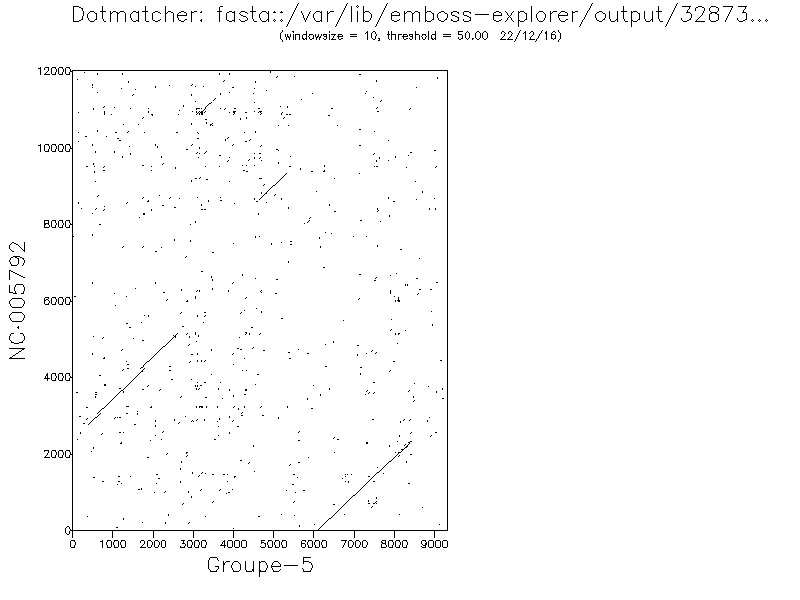 Dotmatcher: fasta::/var/lib/emboss-explorer/output/32873...
(windowsize = 10, threshold = 50.00 22/12/16)
12000
10000
8000
6000
4000
2000
0
NC-005792
0 1000 2000 3000 4000 5000 6000 7000 8000 9000
Groupe-5